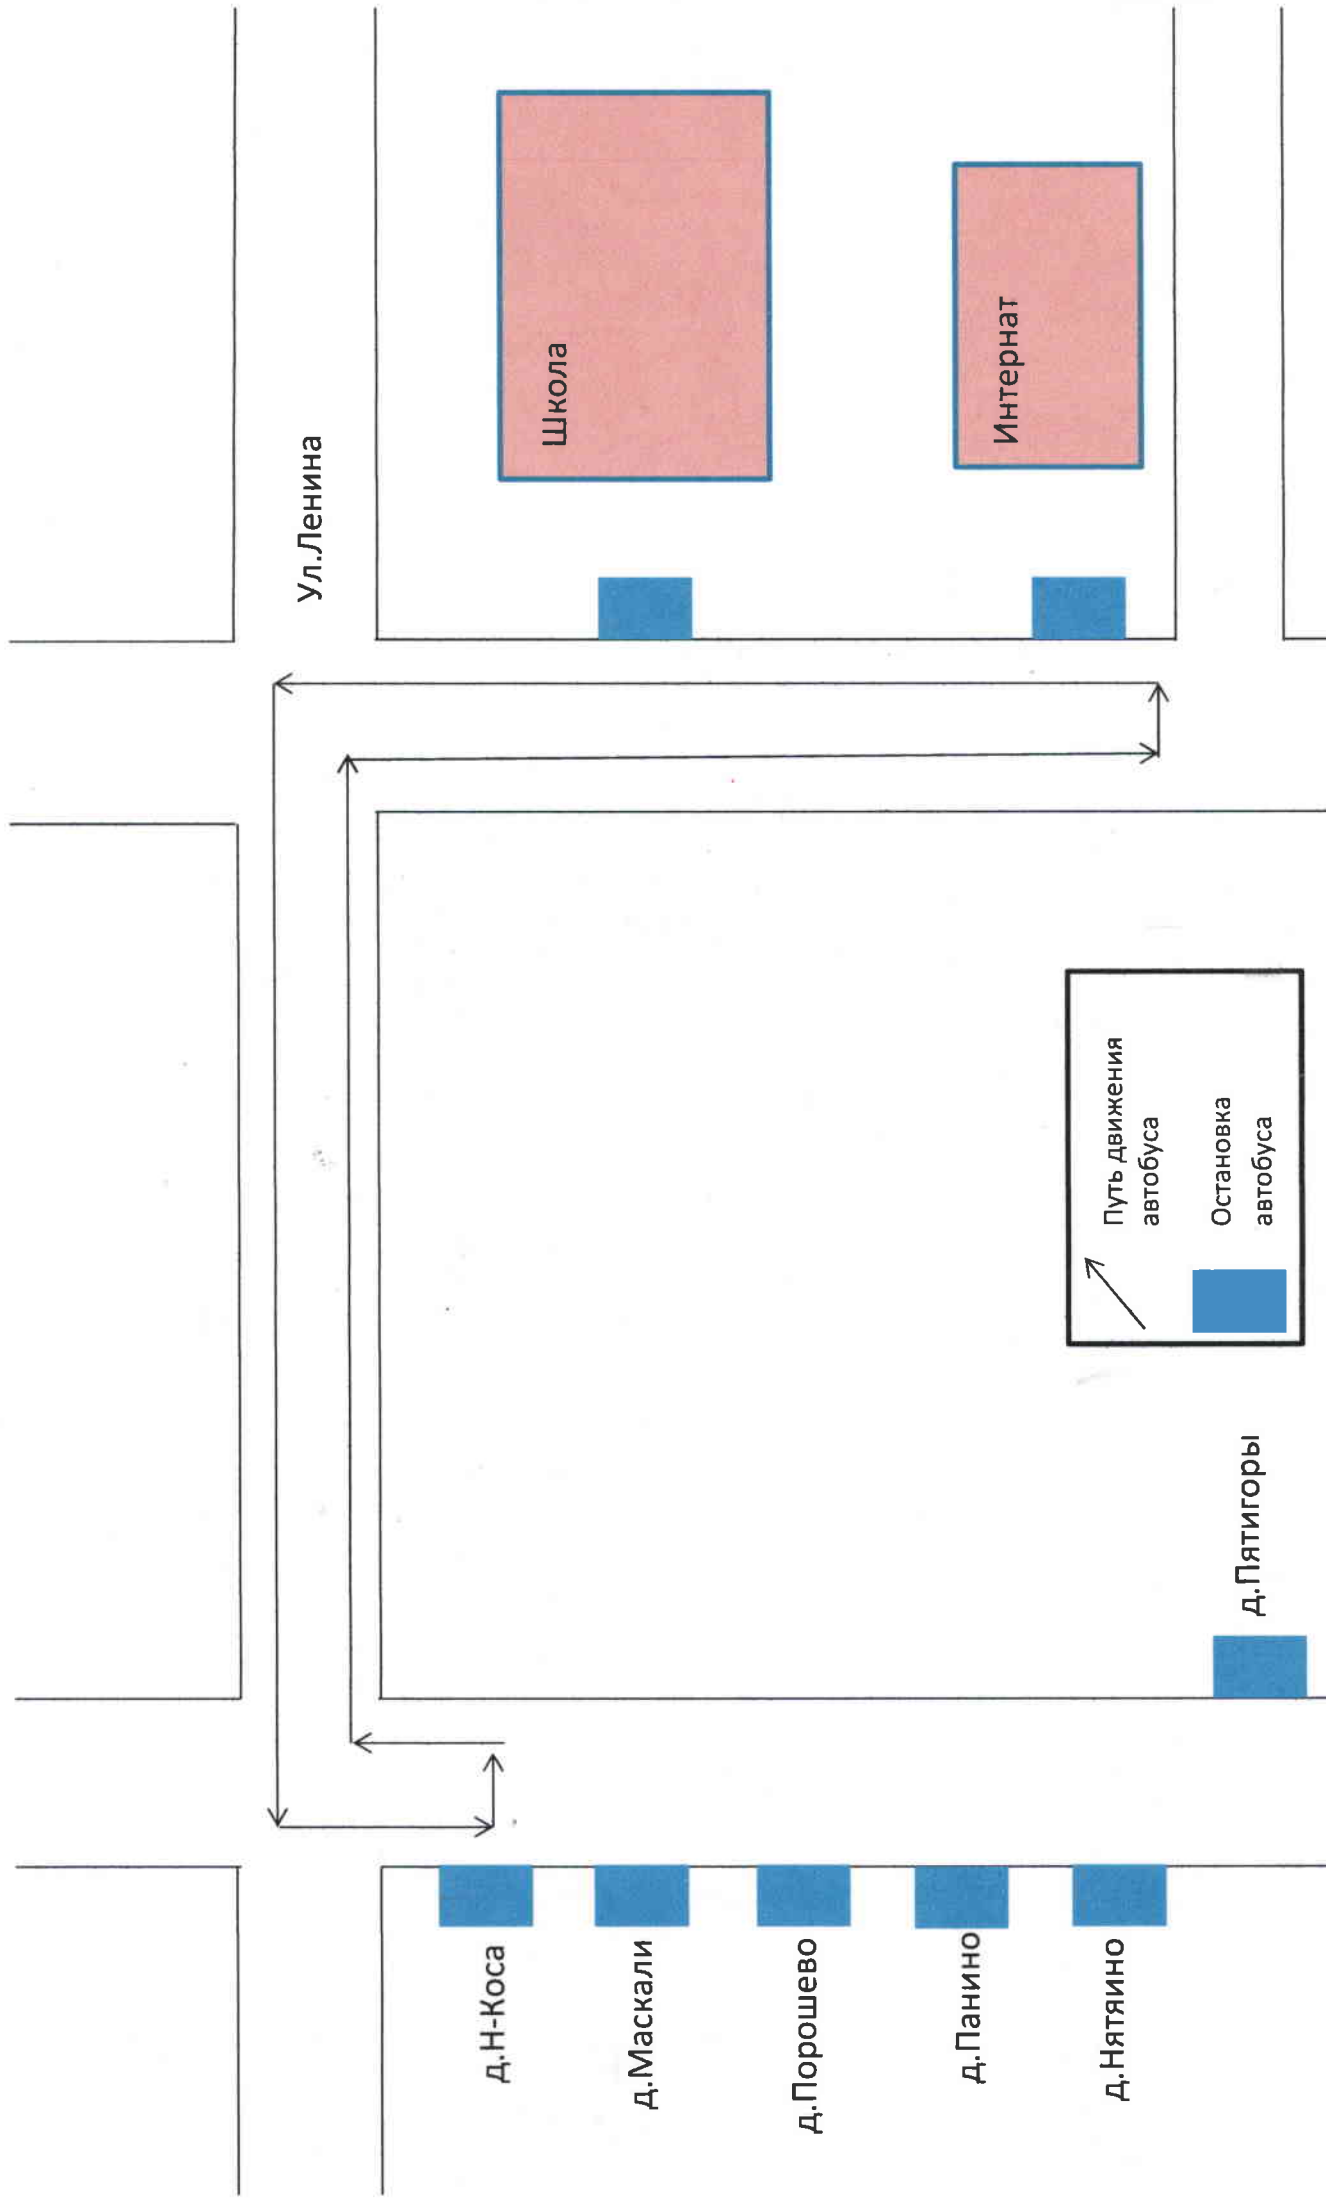 Ул.Ленина
Школа
Интернат
д.Н-Коса
д.Маскали
д.Порошево
д.Панино
д.Нятяино
д.Пятигоры
Путь движения
автобуса
Остановка
автобуса